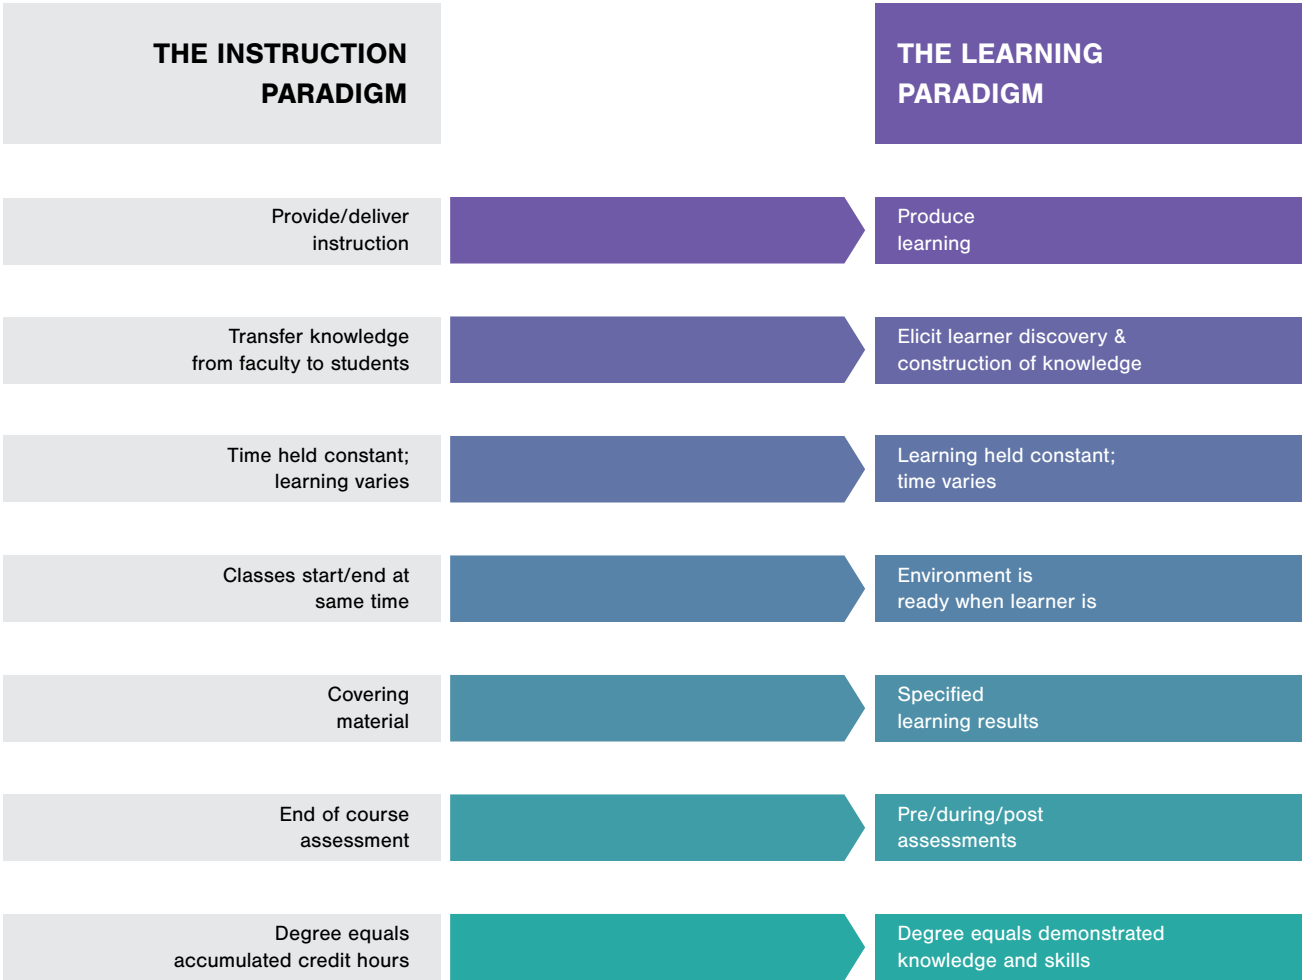 THE INSTRUCTION
PARADIGM
THE LEARNING
PARADIGM
Provide/deliver
instruction
Produce
learning
Transfer knowledge
from faculty to students
Elicit learner discovery &
construction of knowledge
Time held constant;
learning varies
Learning held constant;
time varies
Classes start/end at
same time
Environment is
ready when learner is
Covering
material
Specified
learning results
End of course
assessment
Pre/during/post
assessments
Degree equals
accumulated credit hours
Degree equals demonstrated
knowledge and skills